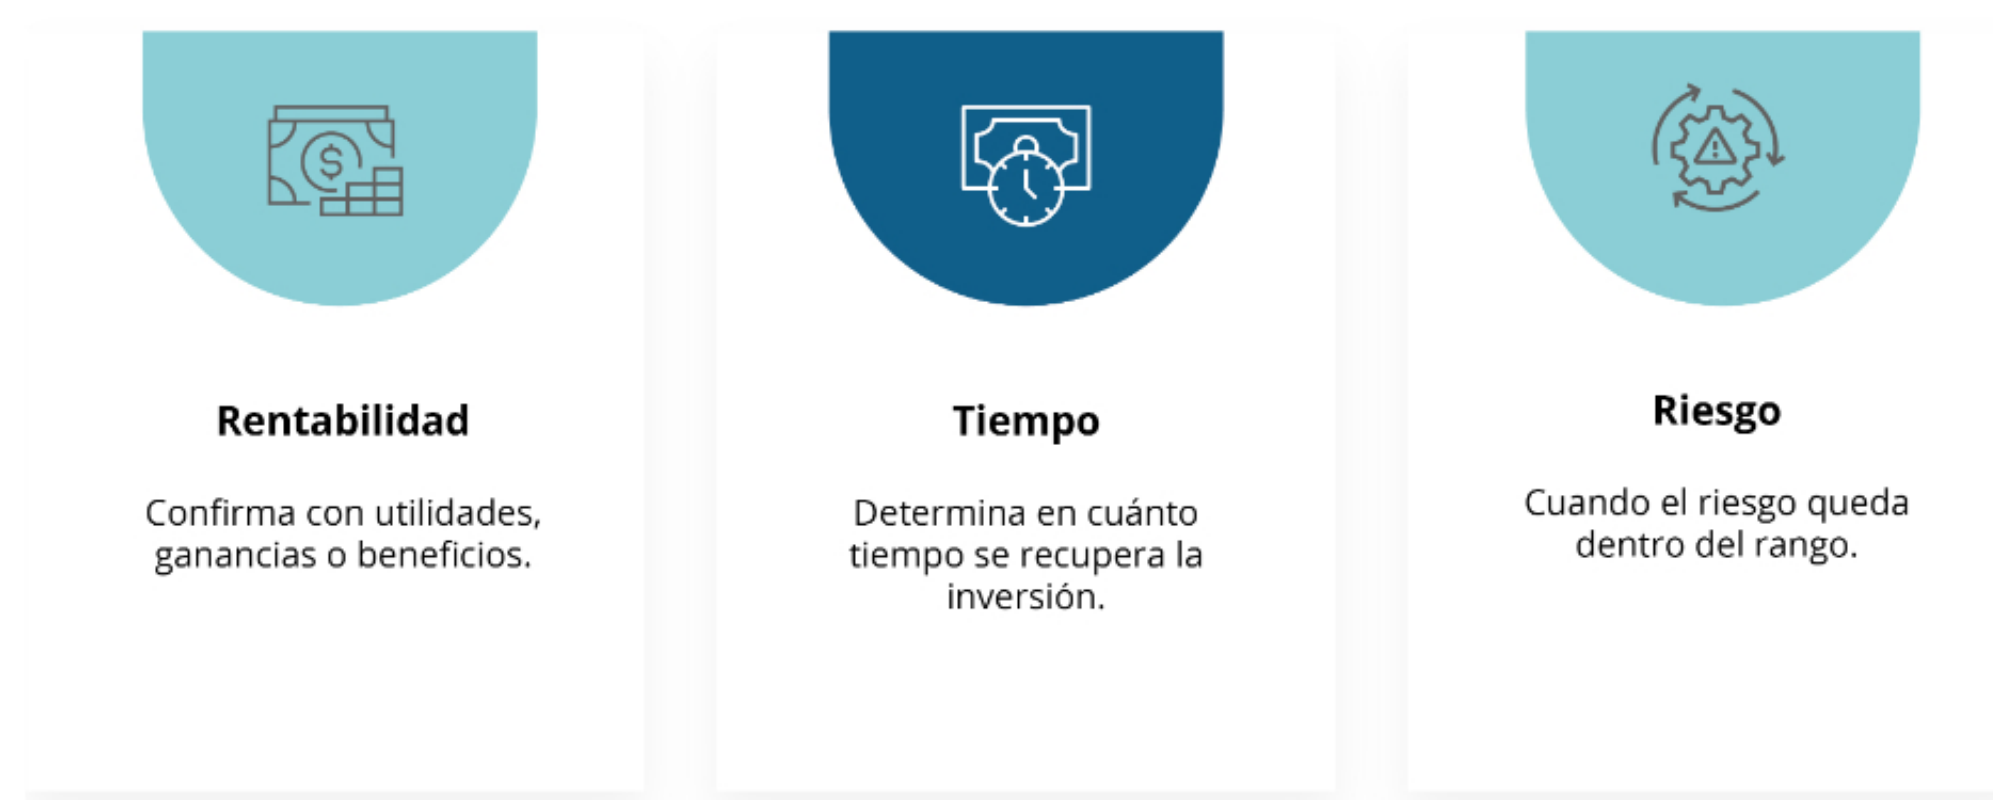 Rentabilidad
Confirma con utilidades,
ganancias o beneficios.
Tiempo
Determina en cuánto
tiempo se recupera la
inversión.
Riesgo
Cuando el riesgo queda
dentro del rango.